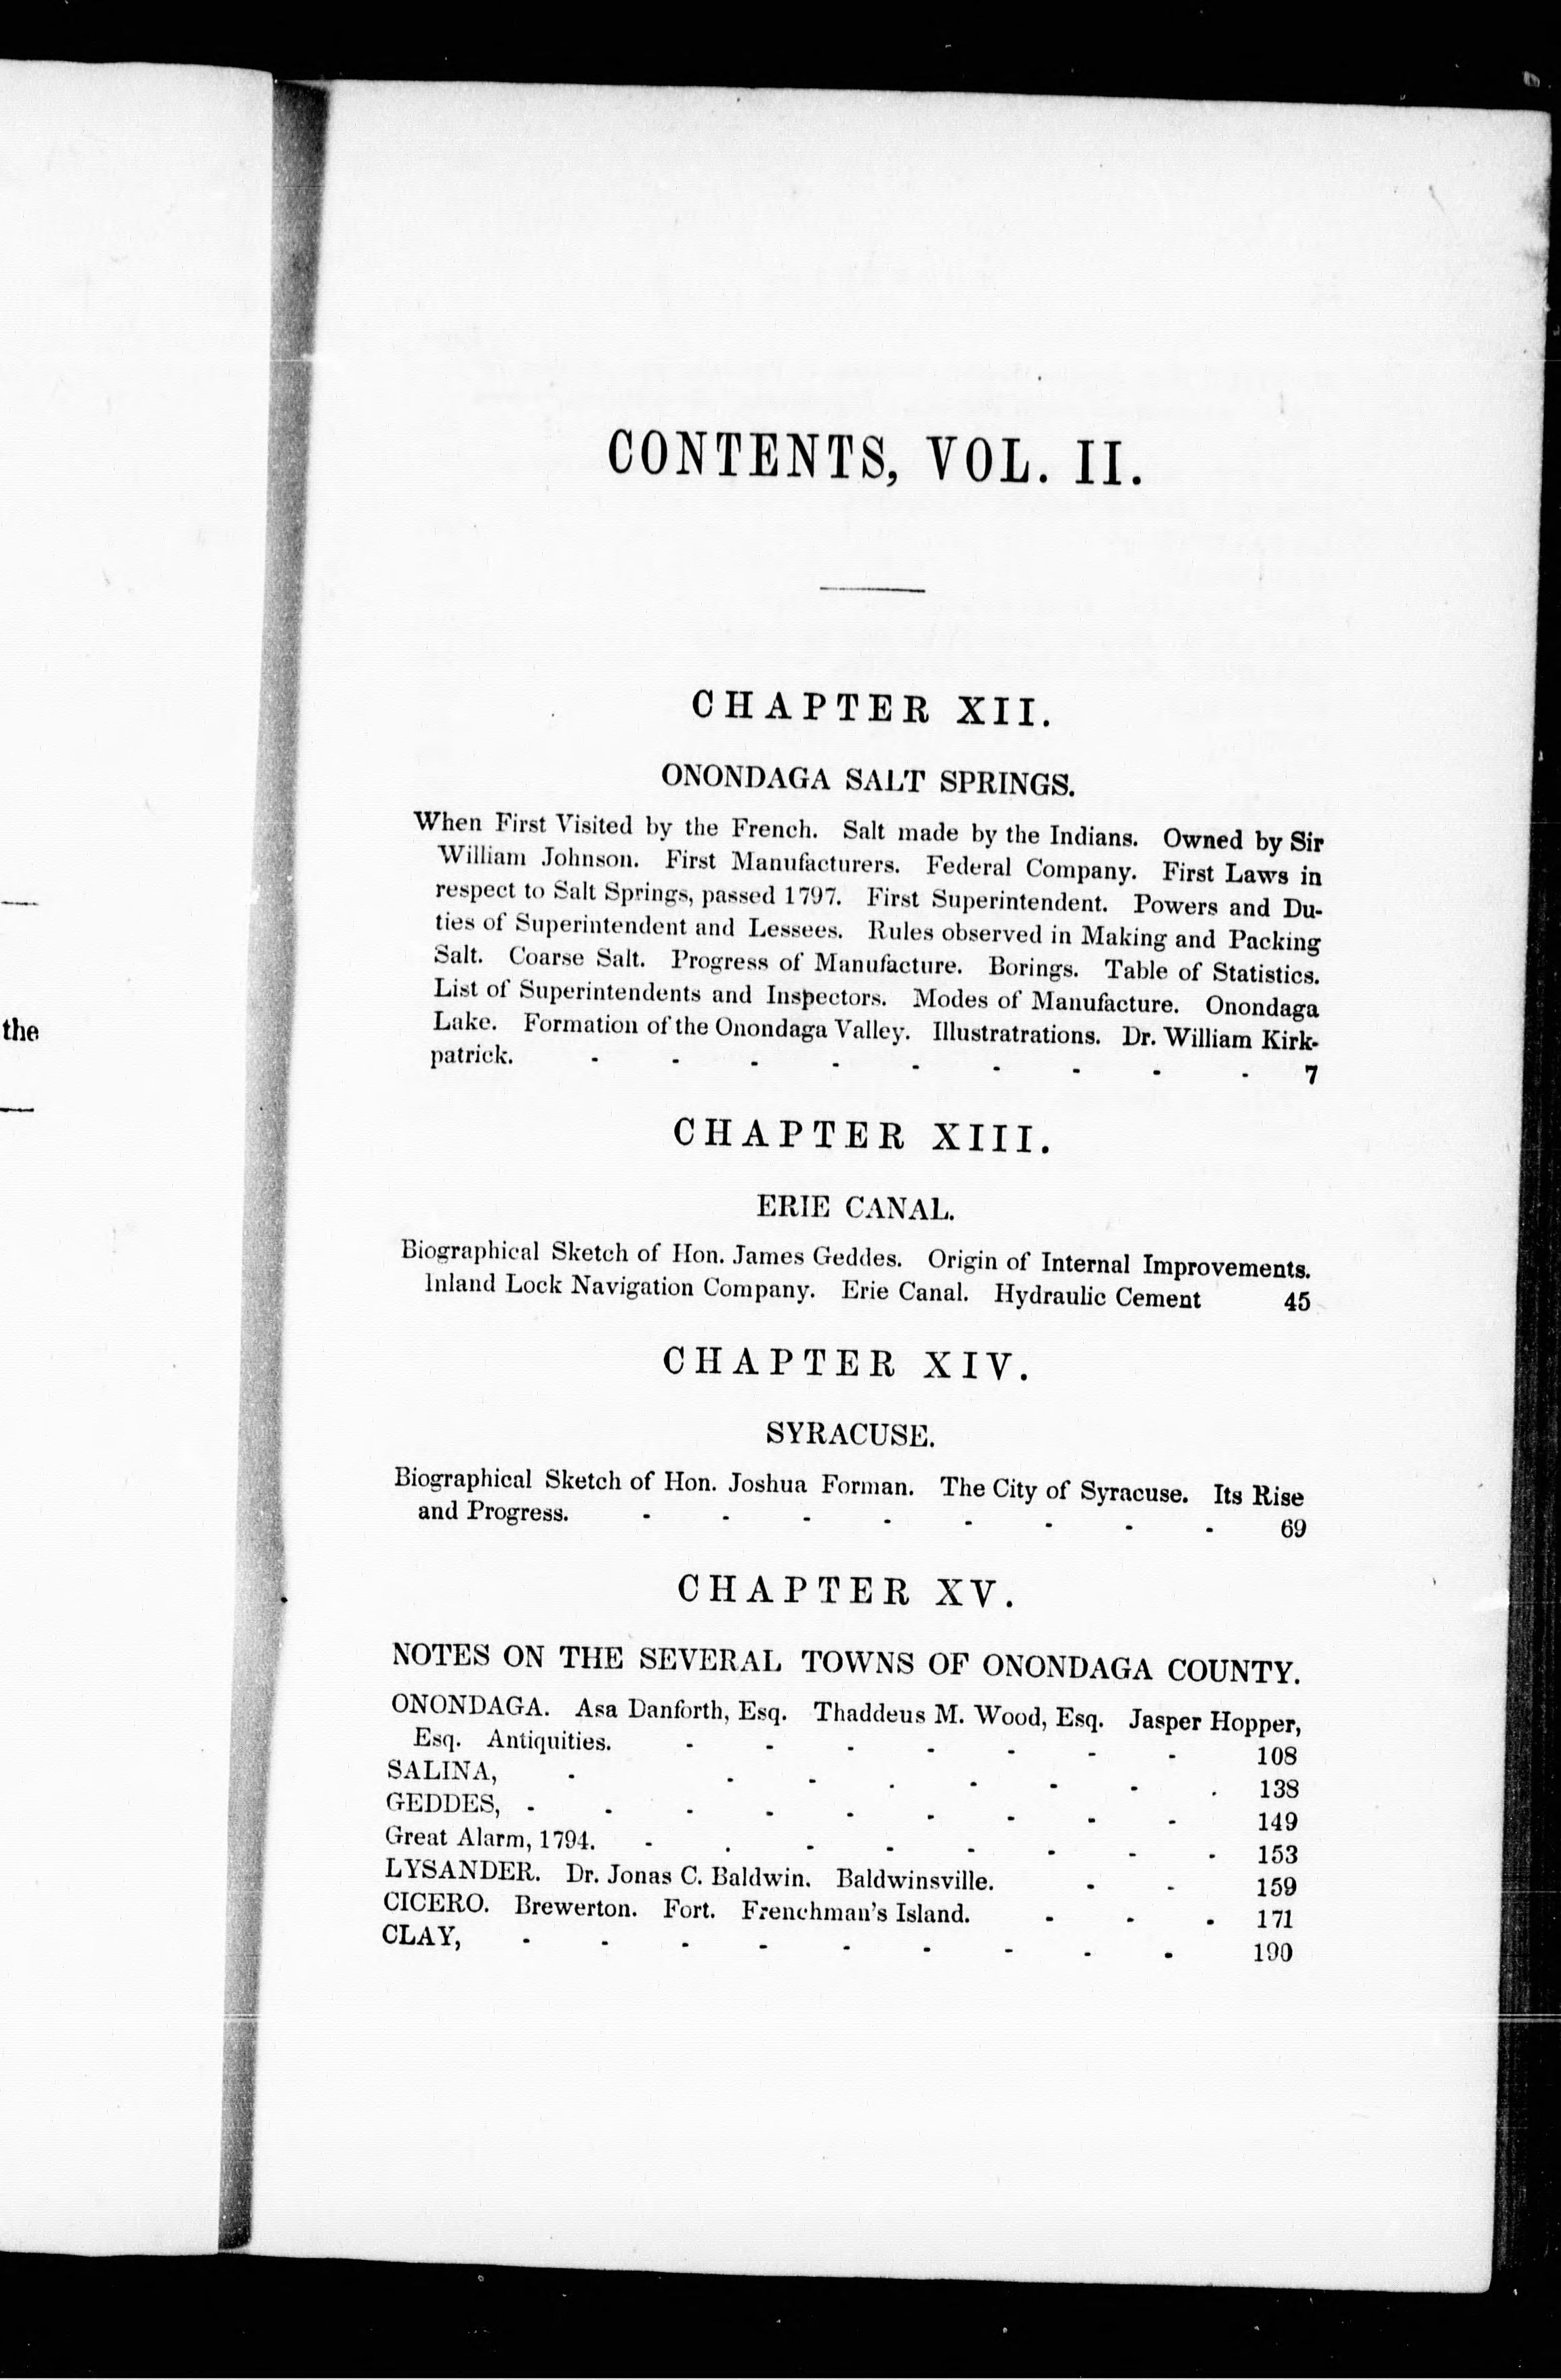 the
CONTENTS, VOL. II.
CHAPTER XII.
ONONDAGA SALT SPRINGS.
When First Visited by the French. Salt made by the Indians. Owned by Sir
William Johnson. First Manufacturers. Federal Company. First Laws in
respect to Salt Springs, passed 1797. First Superintendent. Powers and Du-
ties of Superintendent and Lessees. Rules observed in Making and Packing
Salt. Coarse Salt. Progress of Manufacture. Borings. Table of Statistics.
List of Superintendents and Inspectors. Modes of Manufacture. Onondaga
Lake. Formation of the Onondaga Valley. Illustratrations. Dr. William Kirk-
patrick. - - - - - - - - - 7
CHAPTER XIII.
ERIE CANAL.
Biographical Sketch of Hon. James Geddes. Origin of Internal Improvements.
Inland Lock Navigation Company. Erie Canal. Hydraulic Cement 45
CHAPTER XIV.
SYRACUSE.
Biographical Sketch of Hon. Joshua Forman. The City of Syracuse. Its Rise
and Progress. - - - - - - - - 69
CHAPTER XV.
NOTES ON THE SEVERAL TOWNS OF ONONDAGA COUNTY.
ONONDAGA. Asa Danforth, Esq. Thaddeus M. Wood, Esq. Jasper Hopper,
Esq. Antiquities. - - - - - - - 108
SALINA, - - - - - - - - 138
GEDDES, - - - - - - - - - 149
Great Alarm, 1794. - - - - - - - - 153
LYSANDER. Dr. Jonas C. Baldwin. Baldwinsville. - - 159
CICERO. Brewerton. Fort. Frenchman's Island. - - - 171
CLAY, - - - - - - - - - 190